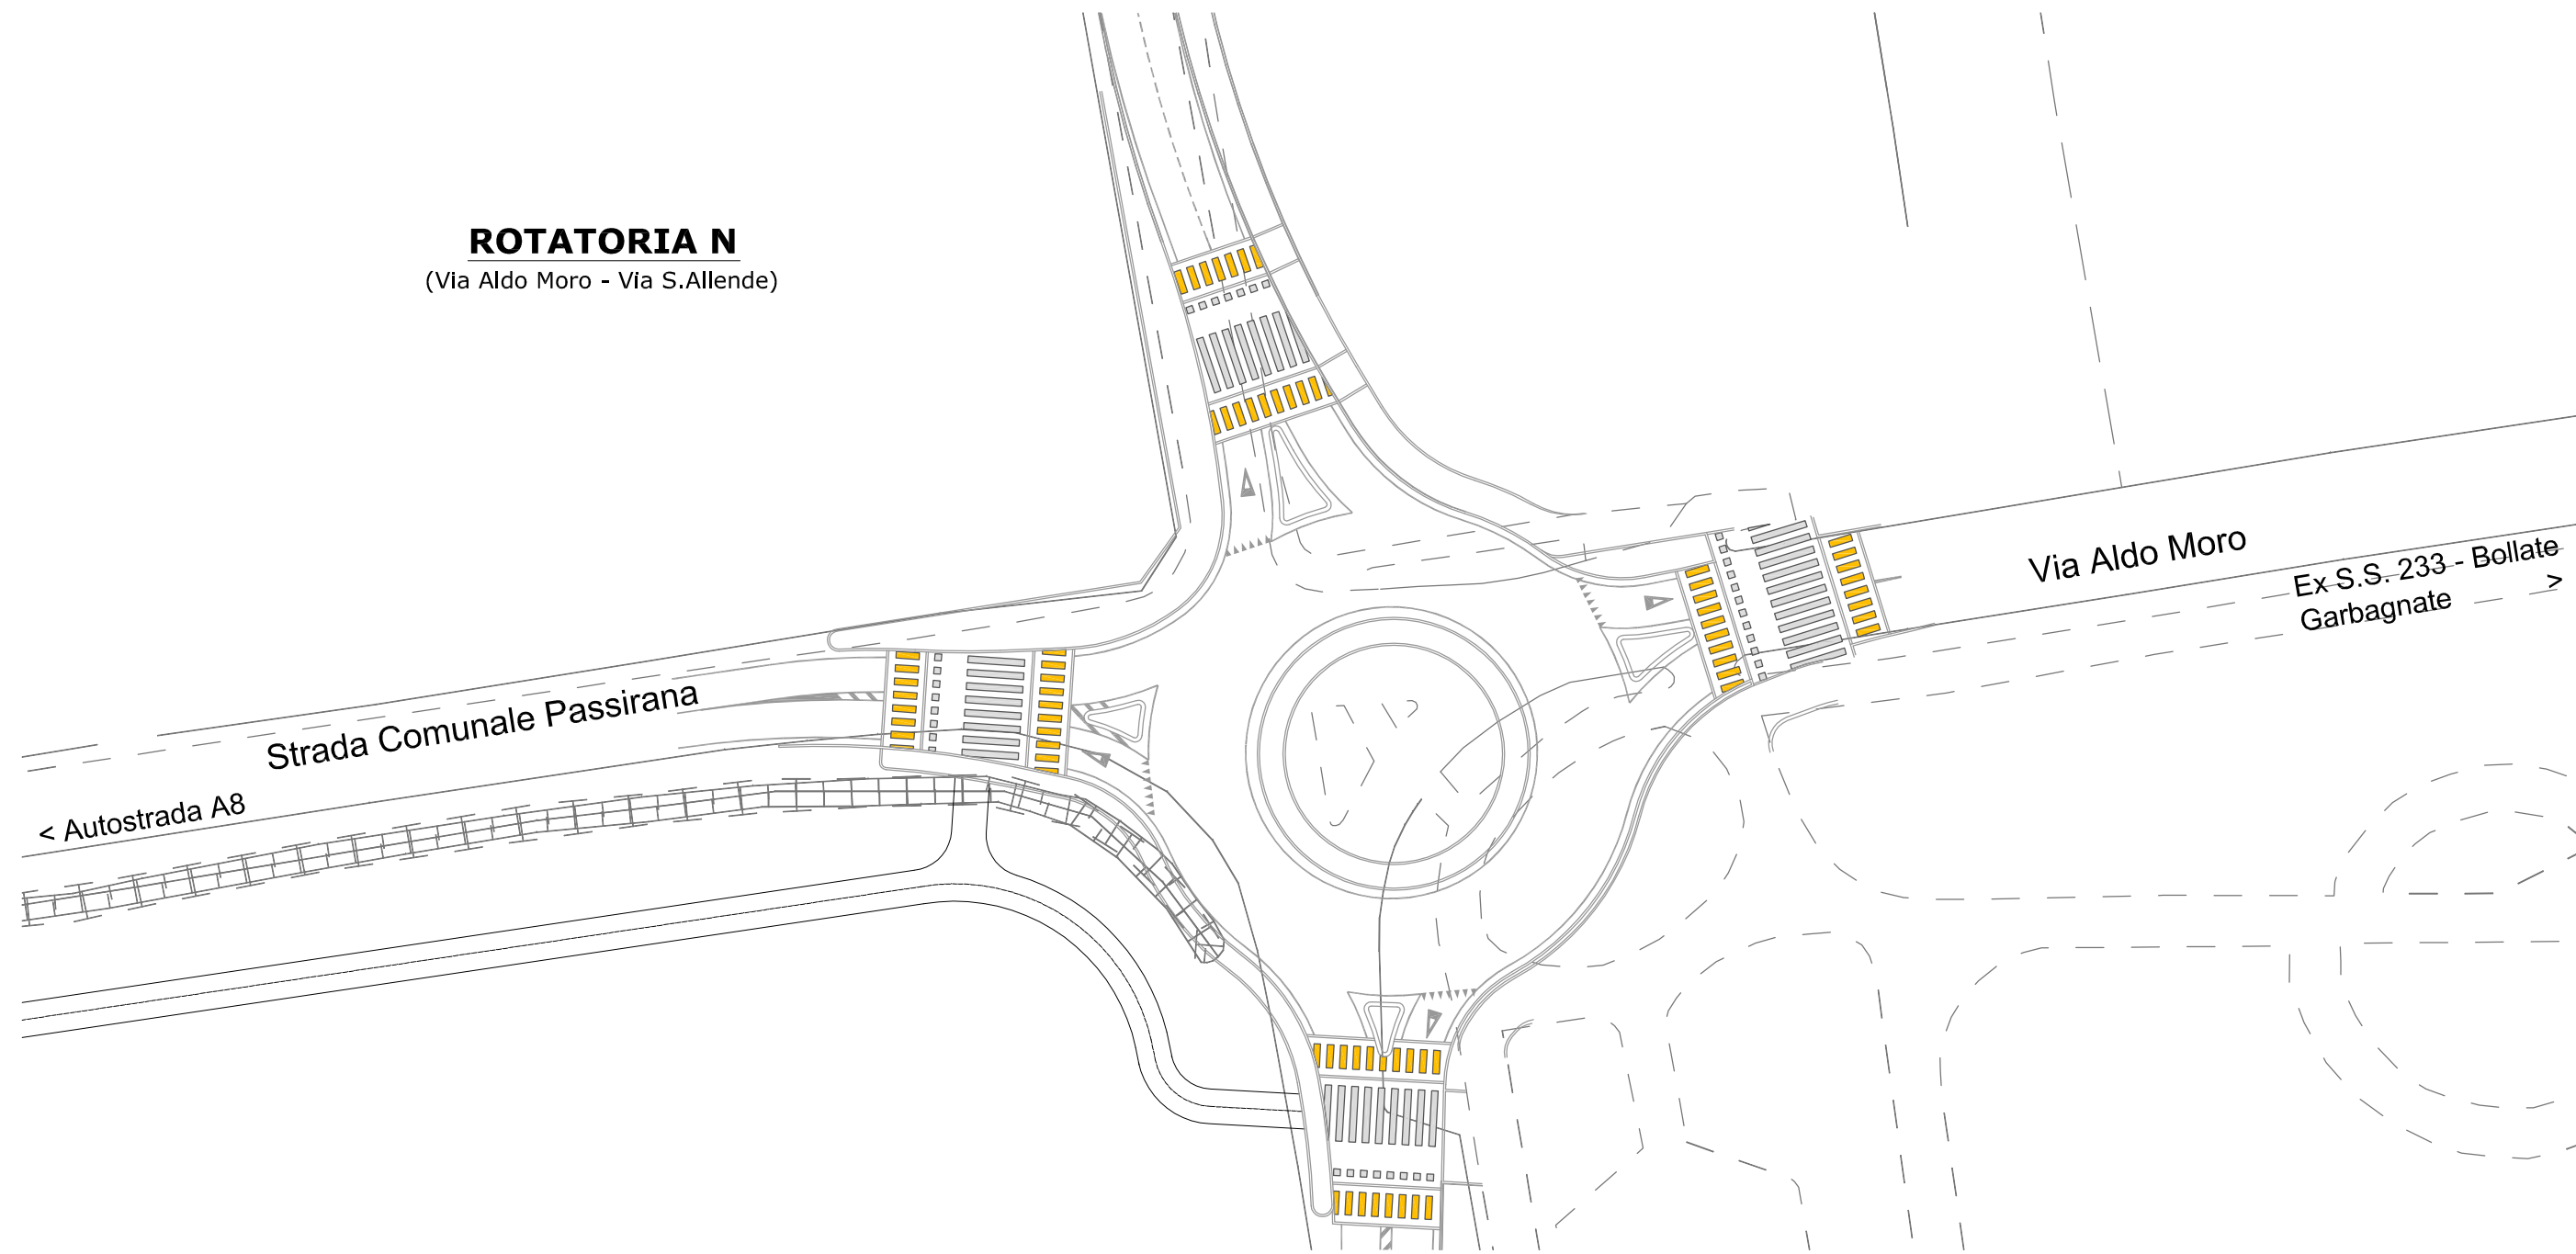 ROTATORIA N
(Via Aldo Moro - Via S.Allende)
Via Aldo Moro
Ex S.S. 233 - Bollate
>
Garbagnate
Strada Comunale Passirana
< Autostrada A8